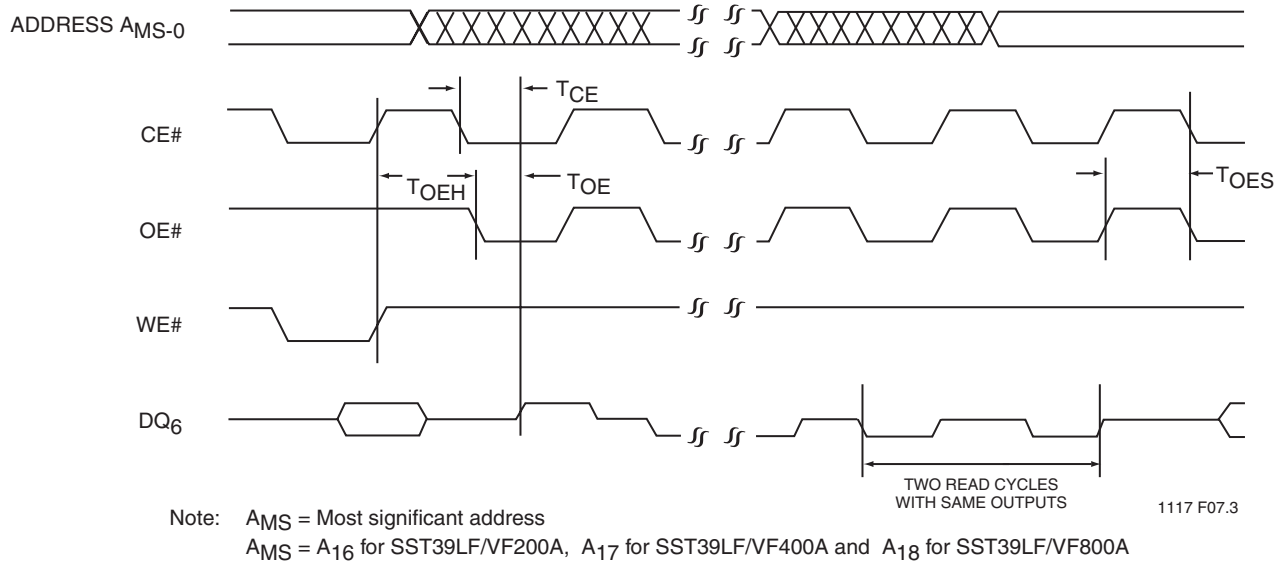 ADDRESS AMS-0
TCE
CE#
TOEH
TOE
TOES
OE#
WE#
DQ6
TWO READ CYCLES
WITH SAME OUTPUTS
1117 F07.3
Note: AMS = Most significant address
AMS = A16 for SST39LF/VF200A, A17 for SST39LF/VF400A and A18 for SST39LF/VF800A